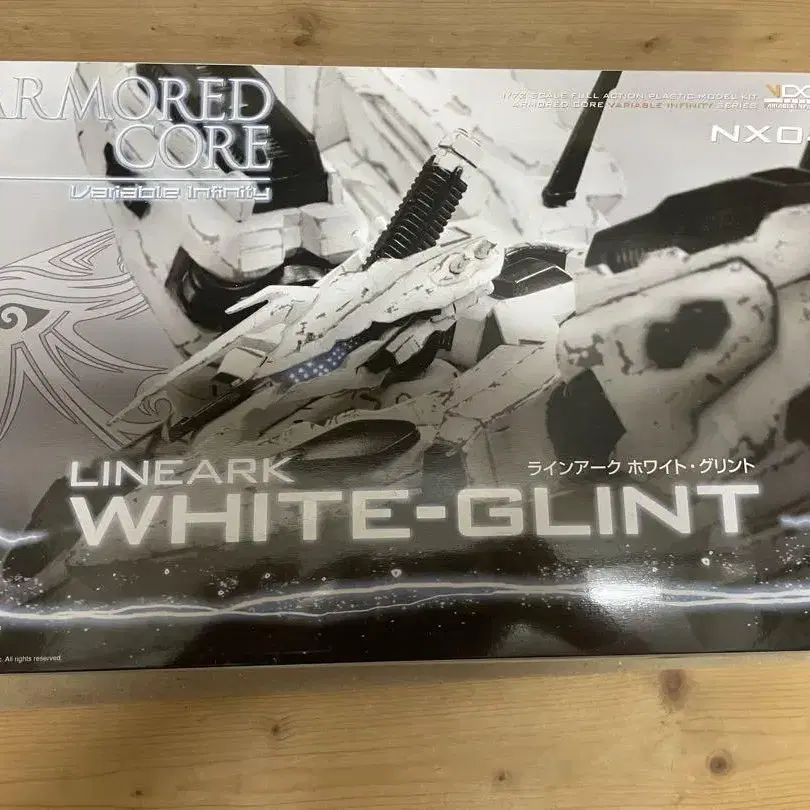 ARMORED
CORE
Variable Infinity
1/72 SCALE FULL ACTION PLASTIC MODEL KIT
ARMORED CORE VARIABLE INFINITY SERIES
NX0
LINEARK
ラインアーク ホワイト・グリント
WHITE-GLINT
All rights reserved.